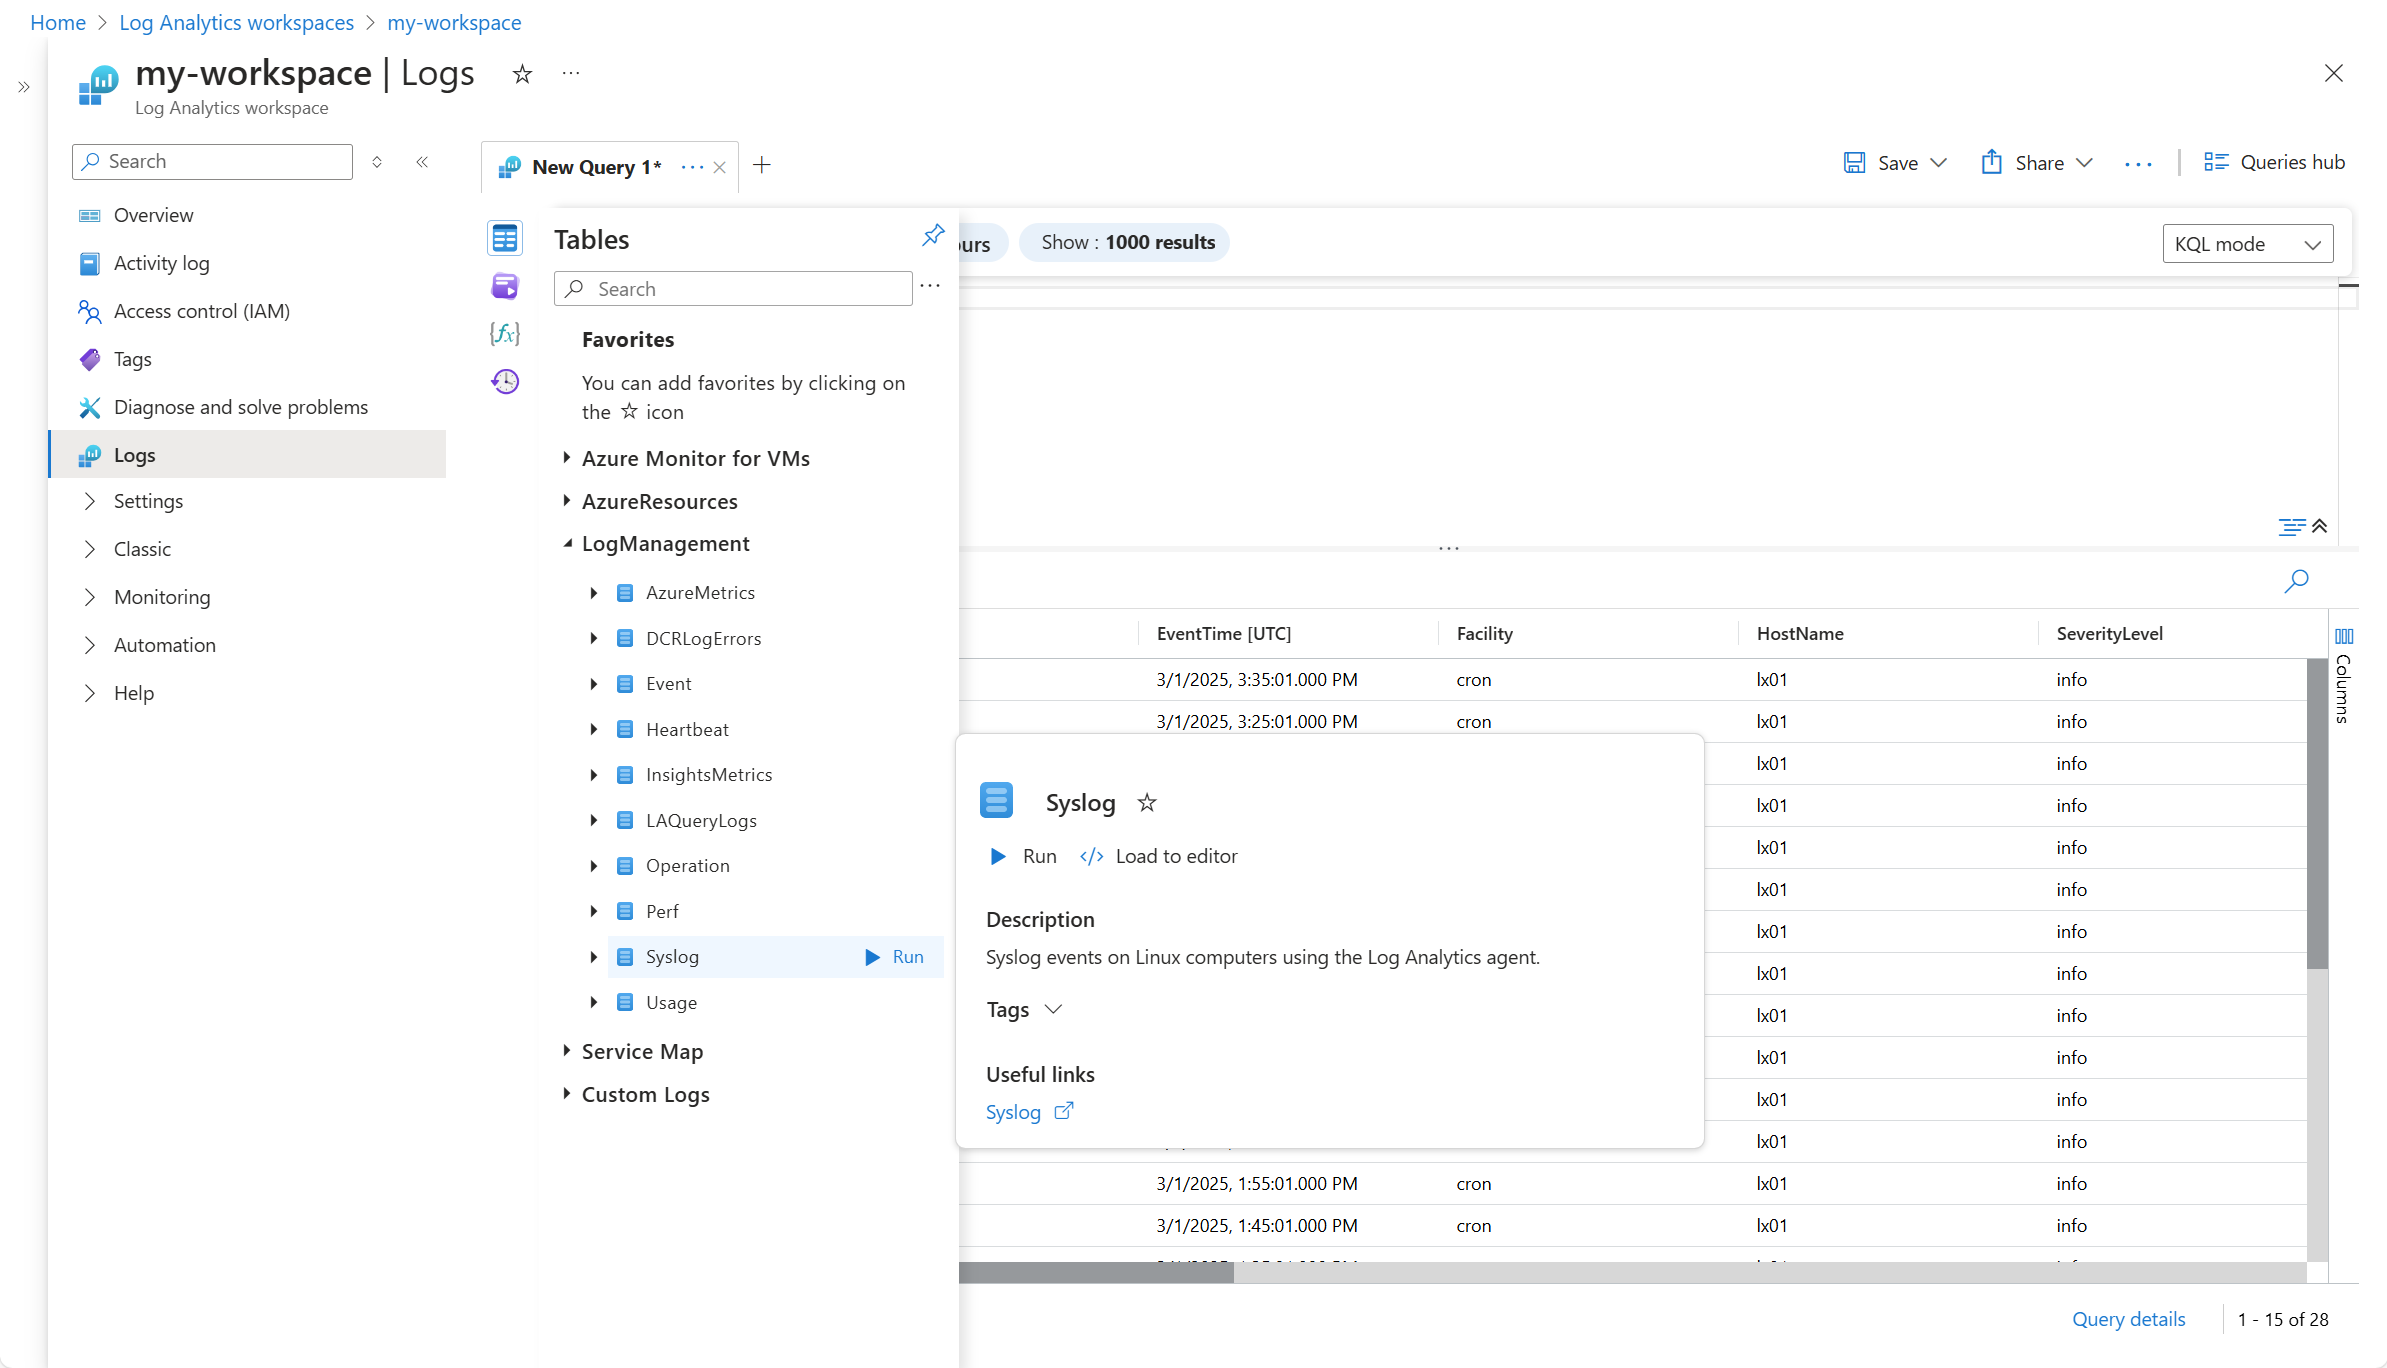 Home > Log Analytics workspaces > my-workspace
my-workspace | Logs
Log Analytics workspace
Search
Overview
Activity log
Access control (IAM)
Tags
Diagnose and solve problems
Logs
Settings
Classic
Monitoring
Automation
Help
New Query 1*
Save
Share
Queries hub
Tables
Search
Favorites
You can add favorites by clicking on
the ☆ icon
Azure Monitor for VMs
AzureResources
LogManagement
AzureMetrics
DCRLogErrors
Event
Heartbeat
InsightsMetrics
LAQueryLogs
Operation
Perf
Syslog Run
Usage
Service Map
Custom Logs
Show : 1000 results
KQL mode
EventTime [UTC] Facility HostName SeverityLevel
3/1/2025, 3:35:01.000 PM cron lx01 info
3/1/2025, 3:25:01.000 PM cron lx01 info
lx01 info
lx01 info
lx01 info
lx01 info
lx01 info
lx01 info
lx01 info
lx01 info
lx01 info
lx01 info
3/1/2025, 1:55:01.000 PM cron lx01 info
3/1/2025, 1:45:01.000 PM cron lx01 info
Columns
Syslog
Run Load to editor
Description
Syslog events on Linux computers using the Log Analytics agent.
Tags
Useful links
Syslog
Query details
1 - 15 of 28